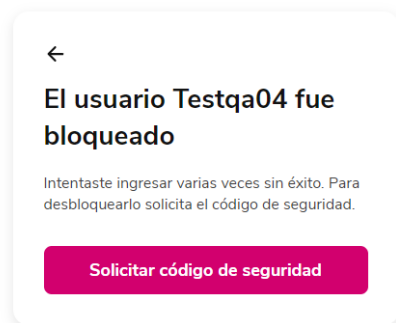 El usuario Testqa04 fue
bloqueado
Intentaste ingresar varias veces sin éxito. Para
desbloquearlo solicita el código de seguridad.
Solicitar código de seguridad